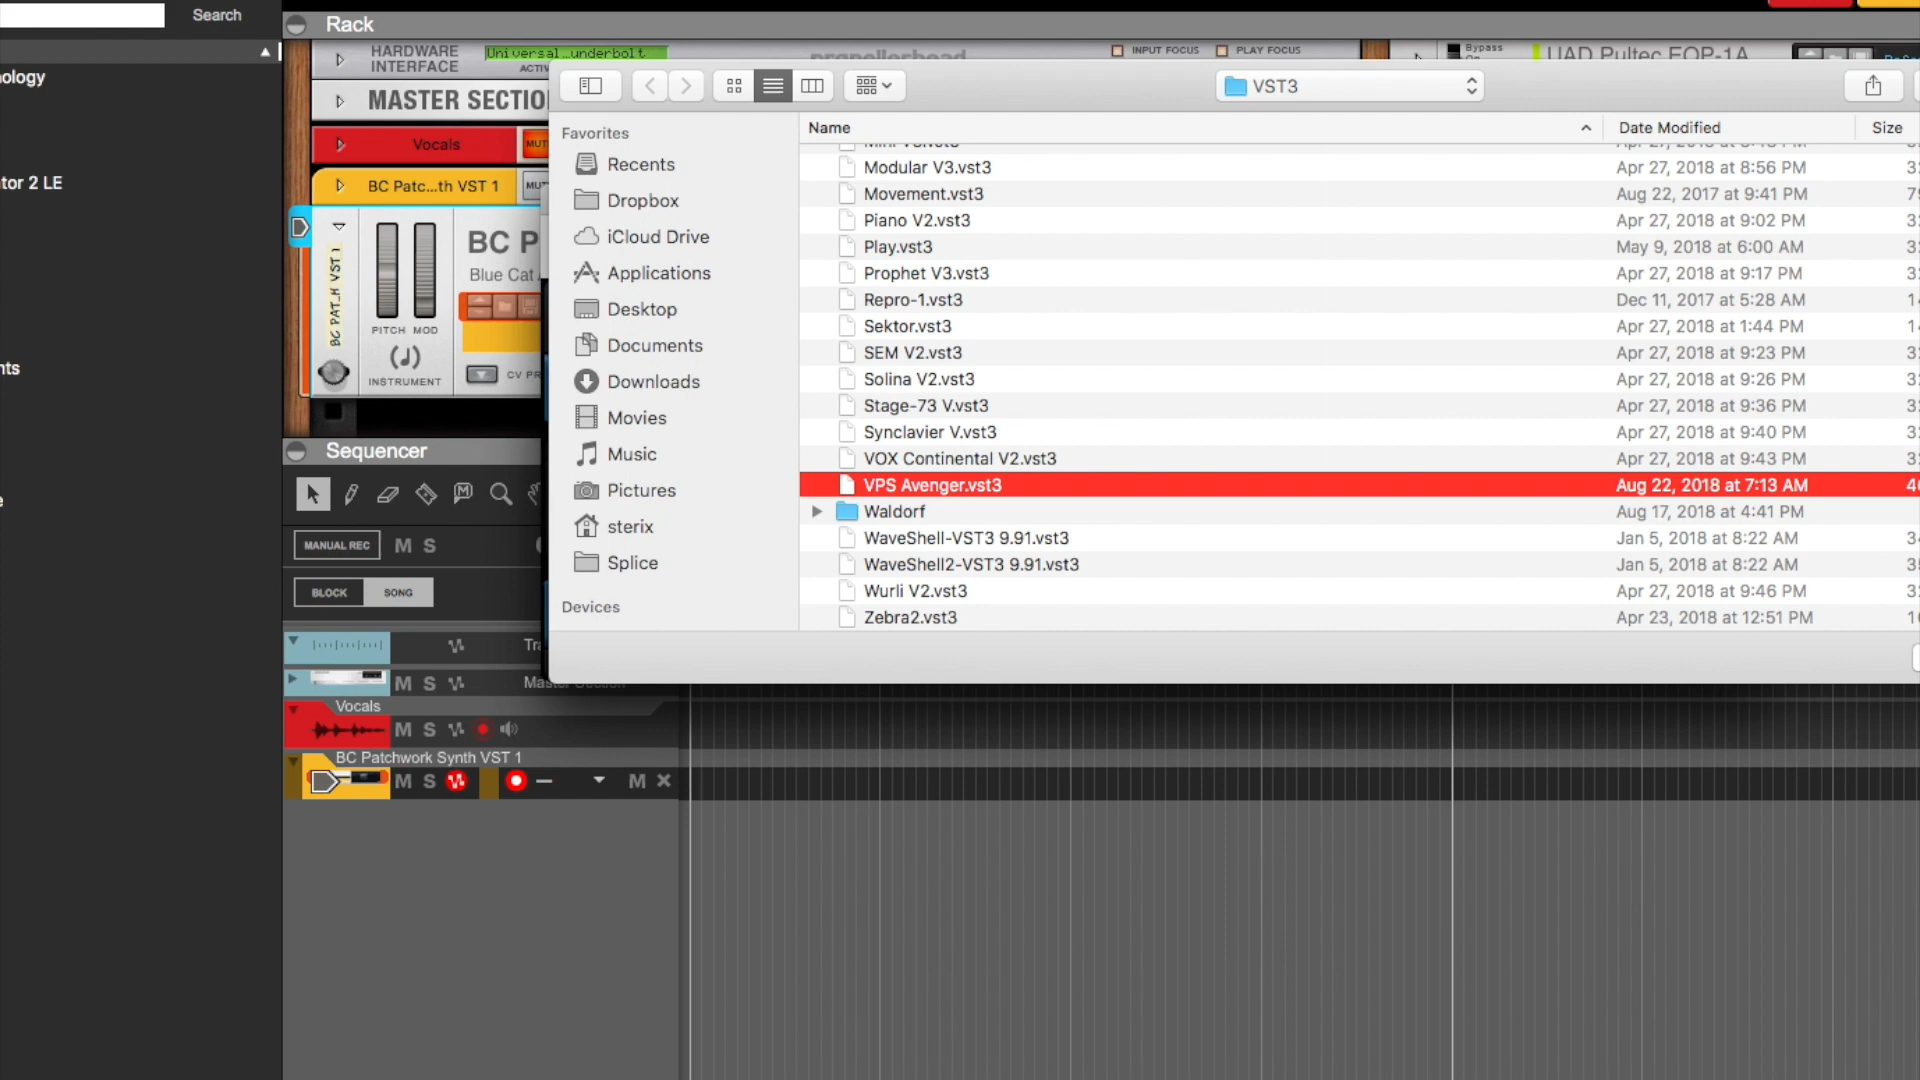 Search
Rack
HARDWARE
INTERFACE
Universal...underbolt
ACTIV
propellerhead
INPUT FOCUS
PLAY FOCUS
Bypass
UAD Pultec EQP-1A
MASTER SECTIO
VST3
ology
Favorites
Name
Date Modified
Size
Vocals
MUT
Recents
Modular V3.vst3
Apr 27, 2018 at 8:56 PM
tor 2 LE
BC Patc...th VST 1
MUT
Dropbox
Movement.vst3
Aug 22, 2017 at 9:41 PM
Piano V2.vst3
Apr 27, 2018 at 9:02 PM
BC P
iCloud Drive
Play.vst3
May 9, 2018 at 6:00 AM
Blue Cat
Applications
Prophet V3.vst3
Apr 27, 2018 at 9:17 PM
BC PAT_H VST 1
Repro-1.vst3
Dec 11, 2017 at 5:28 AM
PITCH MOD
Desktop
Sektor.vst3
Apr 27, 2018 at 1:44 PM
Documents
SEM V2.vst3
Apr 27, 2018 at 9:23 PM
nts
INSTRUMENT
CV PR
Downloads
Solina V2.vst3
Apr 27, 2018 at 9:26 PM
Movies
Stage-73 V.vst3
Apr 27, 2018 at 9:36 PM
Synclavier V.vst3
Apr 27, 2018 at 9:40 PM
Sequencer
Music
VOX Continental V2.vst3
Apr 27, 2018 at 9:43 PM
e
Pictures
VPS Avenger.vst3
Aug 22, 2018 at 7:13 AM
sterix
Waldorf
Aug 17, 2018 at 4:41 PM
MANUAL REC
M S
WaveShell-VST3 9.91.vst3
Jan 5, 2018 at 8:22 AM
Splice
WaveShell2-VST3 9.91.vst3
Jan 5, 2018 at 8:22 AM
BLOCK
SONG
Devices
Wurli V2.vst3
Apr 27, 2018 at 9:46 PM
Zebra2.vst3
Apr 23, 2018 at 12:51 PM
Tra
M S
Master Section
Vocals
M S
BC Patchwork Synth VST 1
M S
M